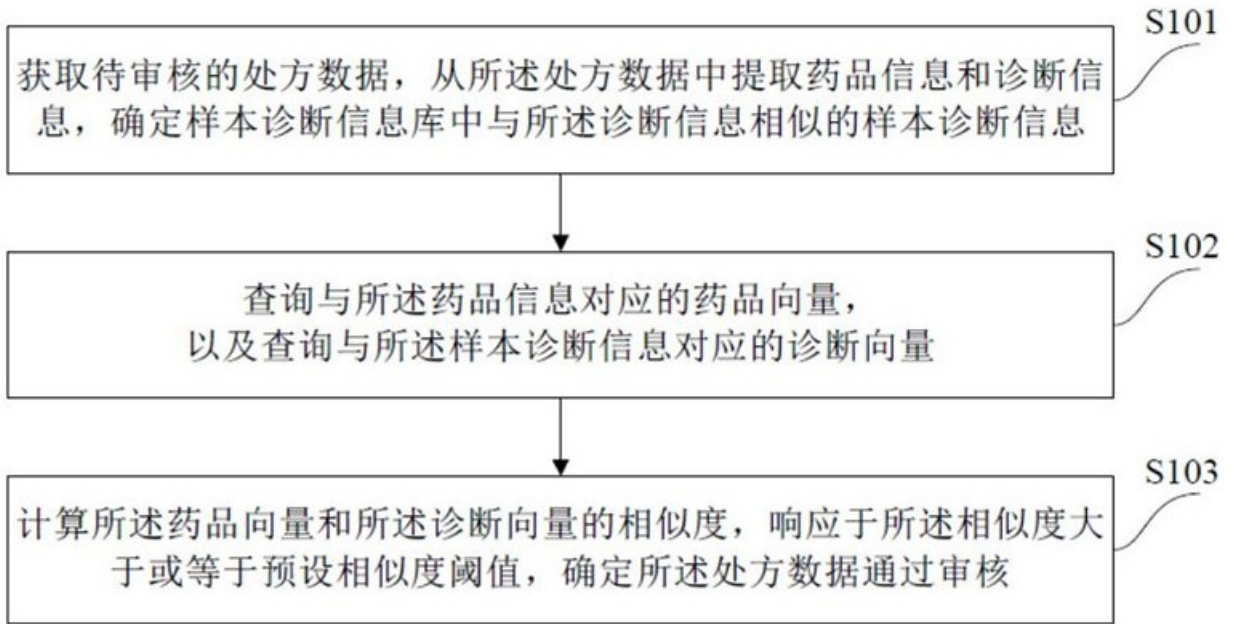 S101
获取待审核的处方数据，从所述处方数据中提取药品信息和诊断信
息，确定样本诊断信息库中与所述诊断信息相似的样本诊断信息
S102
查询与所述药品信息对应的药品向量，
以及查询与所述样本诊断信息对应的诊断向量
S103
计算所述药品向量和所述诊断向量的相似度，响应于所述相似度大
于或等于预设相似度阈值，确定所述处方数据通过审核